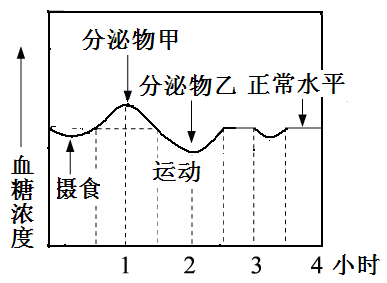 分泌物甲
分泌物乙 正常水平
血糖浓度
摄食
运动
1 2 3 4 小时